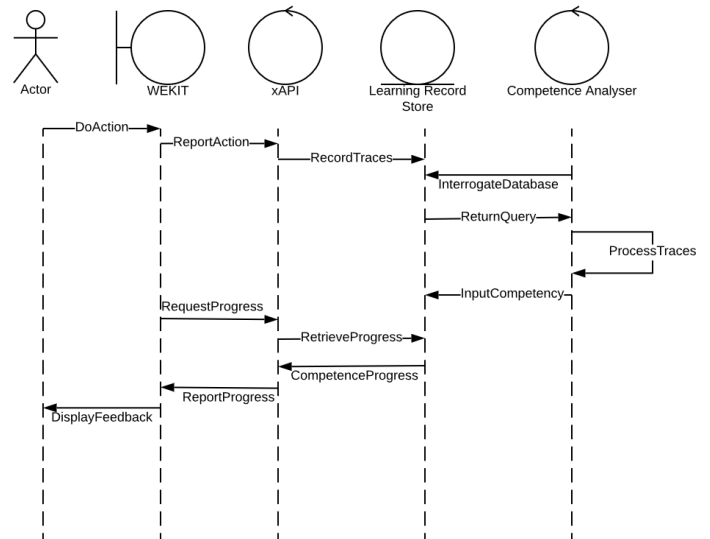 Actor
WEKIT
xAPI
Learning Record
Store
Competence Analyser
DoAction
ReportAction
RecordTraces
InterrogateDatabase
ReturnQuery
ProcessTraces
InputCompetency
RequestProgress
RetrieveProgress
CompetenceProgress
ReportProgress
DisplayFeedback